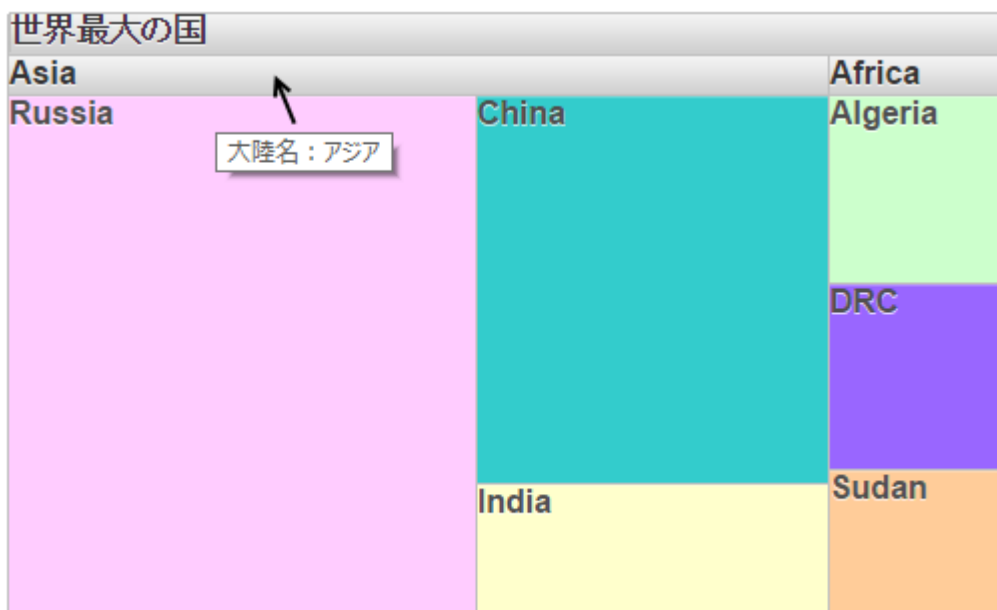 世界最大の国
Asia
Africa
Russia
China
Algeria
大陸名：アジア
DRC
India
Sudan